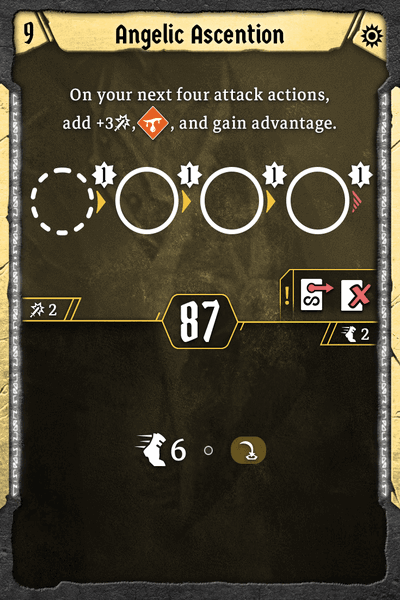 9 Angelic Ascention
On your next four attack actions,
add +3, , and gain advantage.
1 1 1 1
! S
2 87 2
6